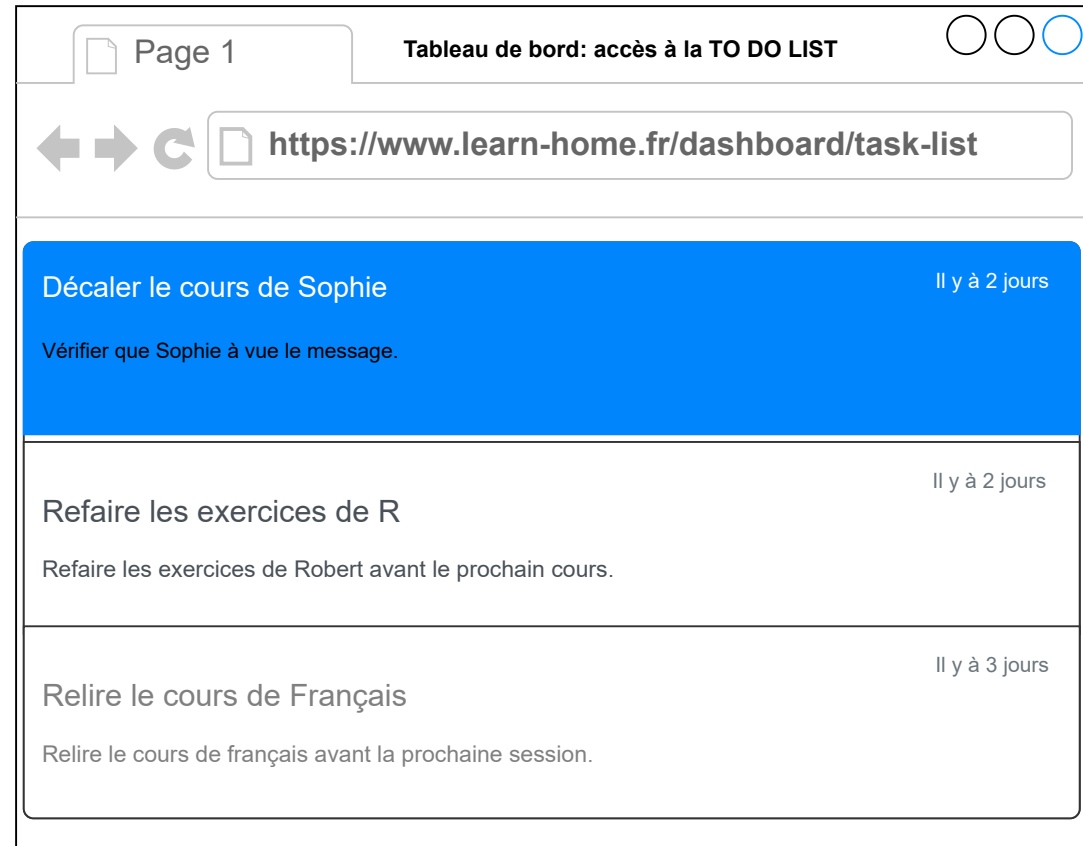 Page 1
Tableau de bord: accès à la TO DO LIST
https://www.learn-home.fr/dashboard/task-list
Décaler le cours de Sophie
Il y à 2 jours
Vérifier que Sophie à vue le message.
Il y à 2 jours
Refaire les exercices de R
Refaire les exercices de Robert avant le prochain cours.
Il y à 3 jours
Relire le cours de Français
Relire le cours de français avant la prochaine session.